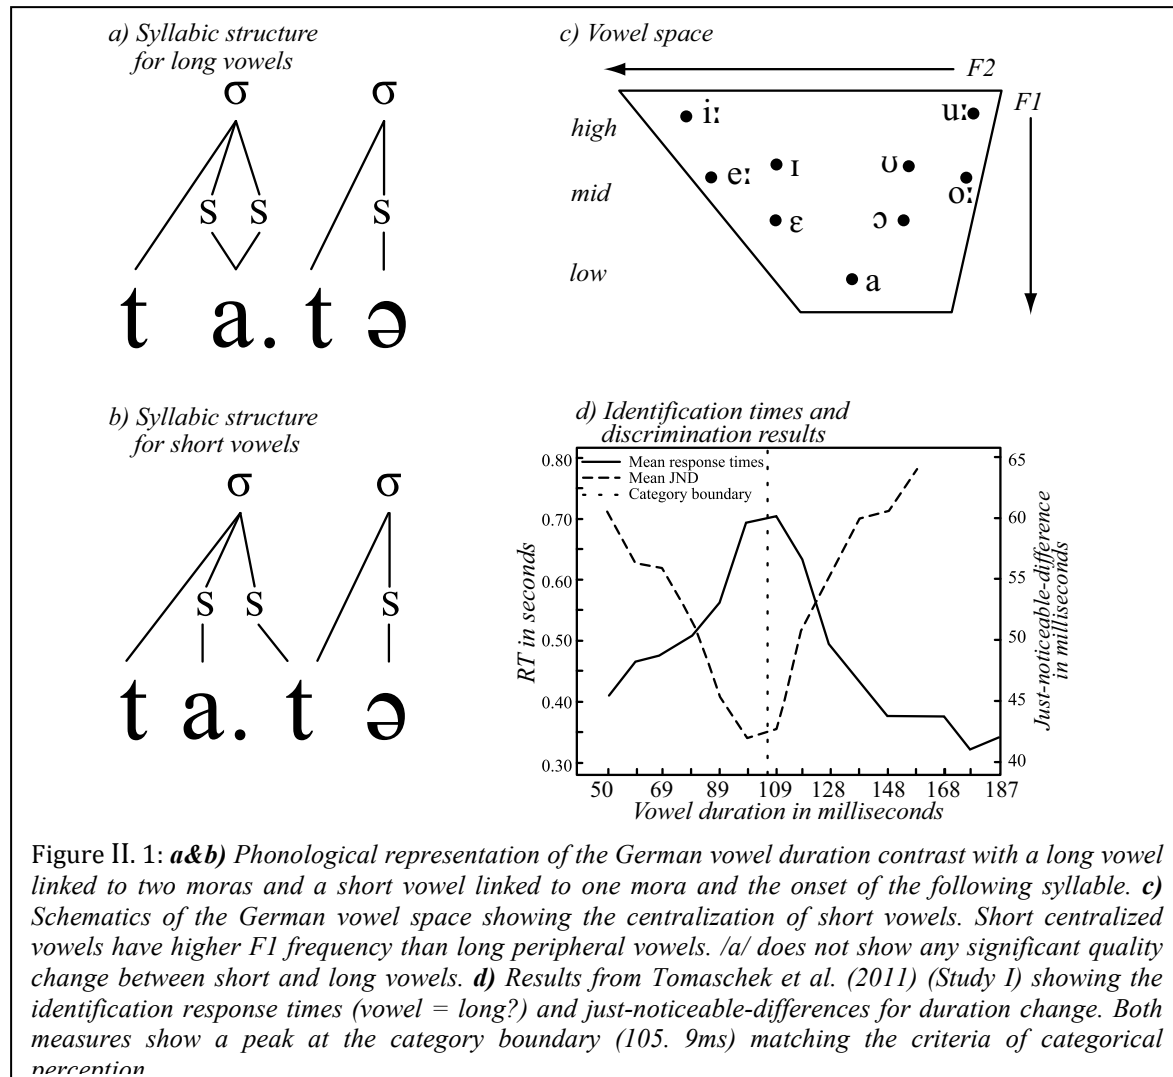 a) Syllabic structure
for long vowels
σ σ
s s s
t a. t ə
b) Syllabic structure
for short vowels
σ σ
s s s
t a. t ə
c) Vowel space
F2
F1
high
mid
low
iː
uː
eː
ɪ
ʊ
oː
ɛ
ɔ
a
d) Identification times and
discrimination results
Mean response times
Mean JND
Category boundary
RT in seconds
0.80
0.70
0.60
0.50
0.40
0.30
65
60
55
50
45
40
Just-noticeable-difference
in milliseconds
50 69 89 109 128 148 168 187
Vowel duration in milliseconds
Figure II. 1: a&b) Phonological representation of the German vowel duration contrast with a long vowel
linked to two moras and a short vowel linked to one mora and the onset of the following syllable. c)
Schematics of the German vowel space showing the centralization of short vowels. Short centralized
vowels have higher F1 frequency than long peripheral vowels. /a/ does not show any significant quality
change between short and long vowels. d) Results from Tomaschek et al. (2011) (Study I) showing the
identification response times (vowel = long?) and just-noticeable-differences for duration change. Both
measures show a peak at the category boundary (105. 9ms) matching the criteria of categorical
perception